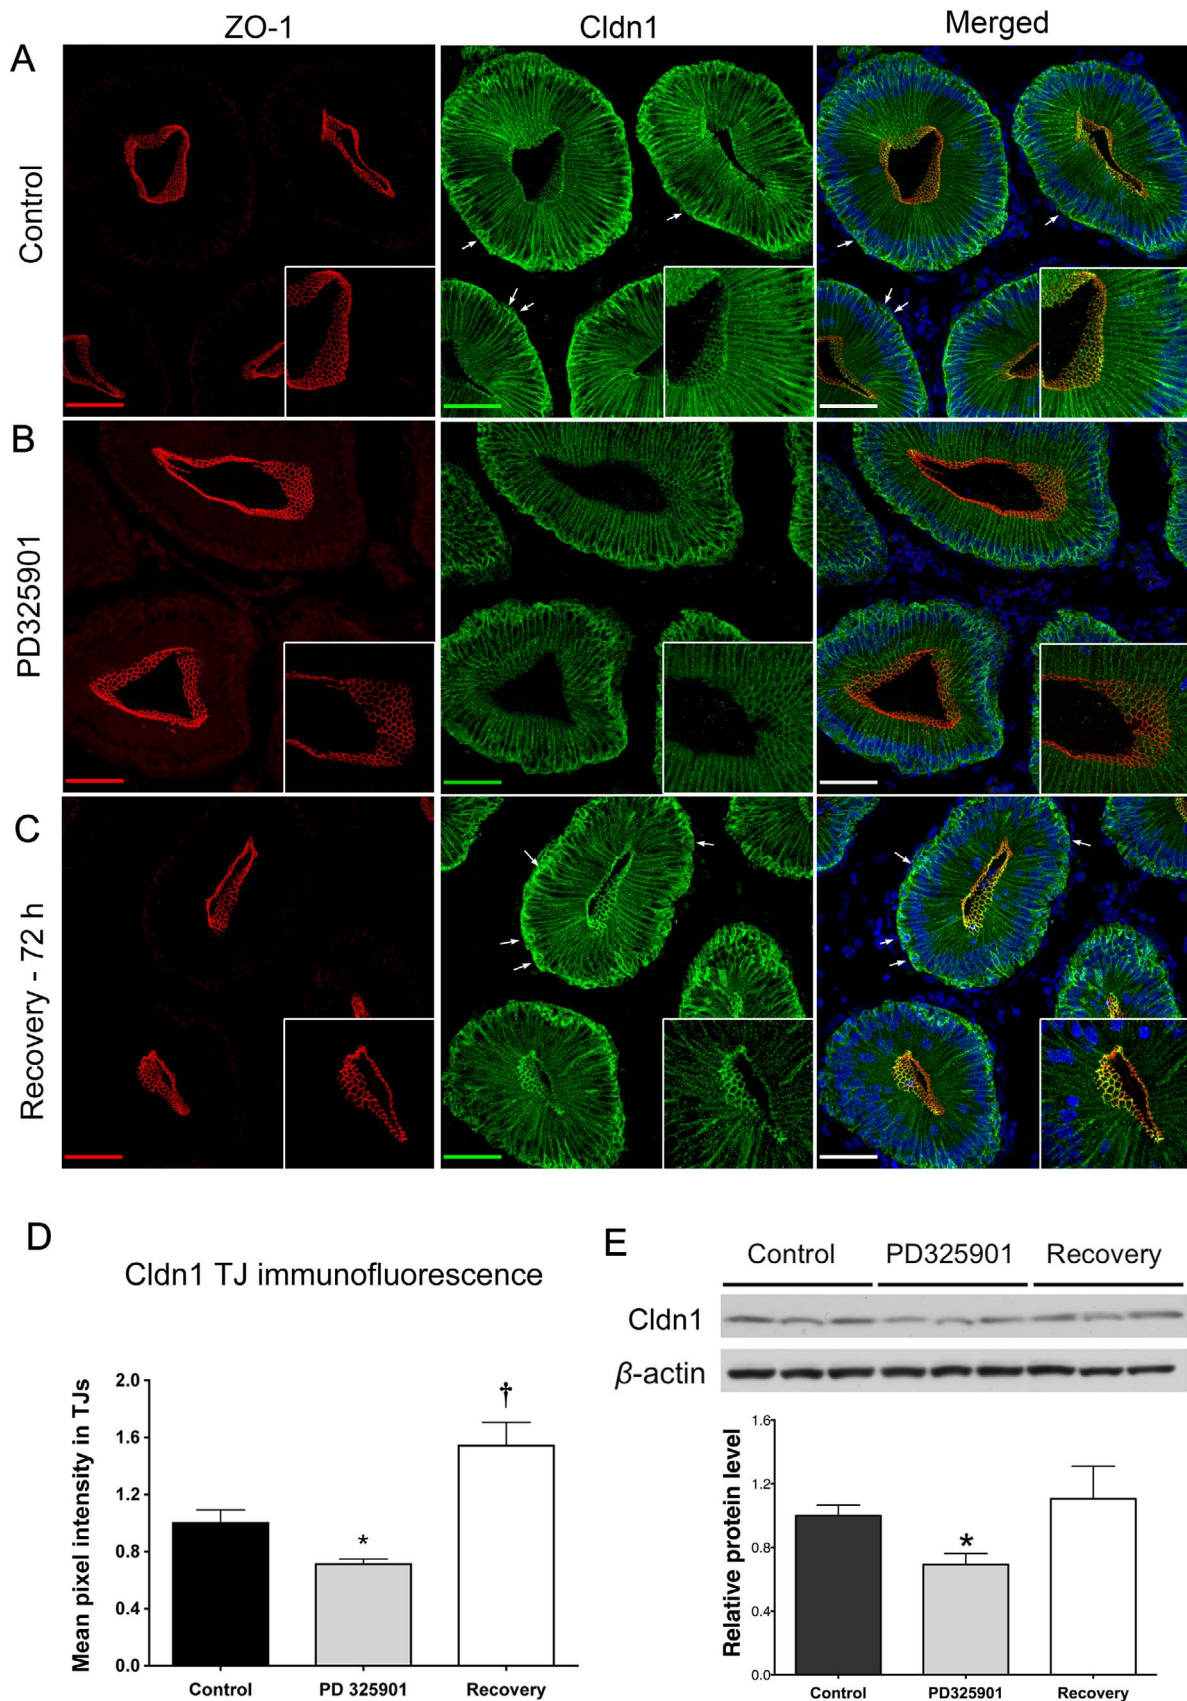 ZO-1 Cldn1 Merged
A
Control
B
PD325901
C
Recovery - 72 h
D
Cldn1 TJ immunofluorescence
Mean pixel intensity in TJs
2.0
1.6
1.2
0.8
0.4
0.0
*
†
Control PD 325901 Recovery
E
Control PD325901 Recovery
Cldn1
β-actin
Relative protein level
1.6
1.2
0.8
0.4
0.0
*
Control PD325901 Recovery